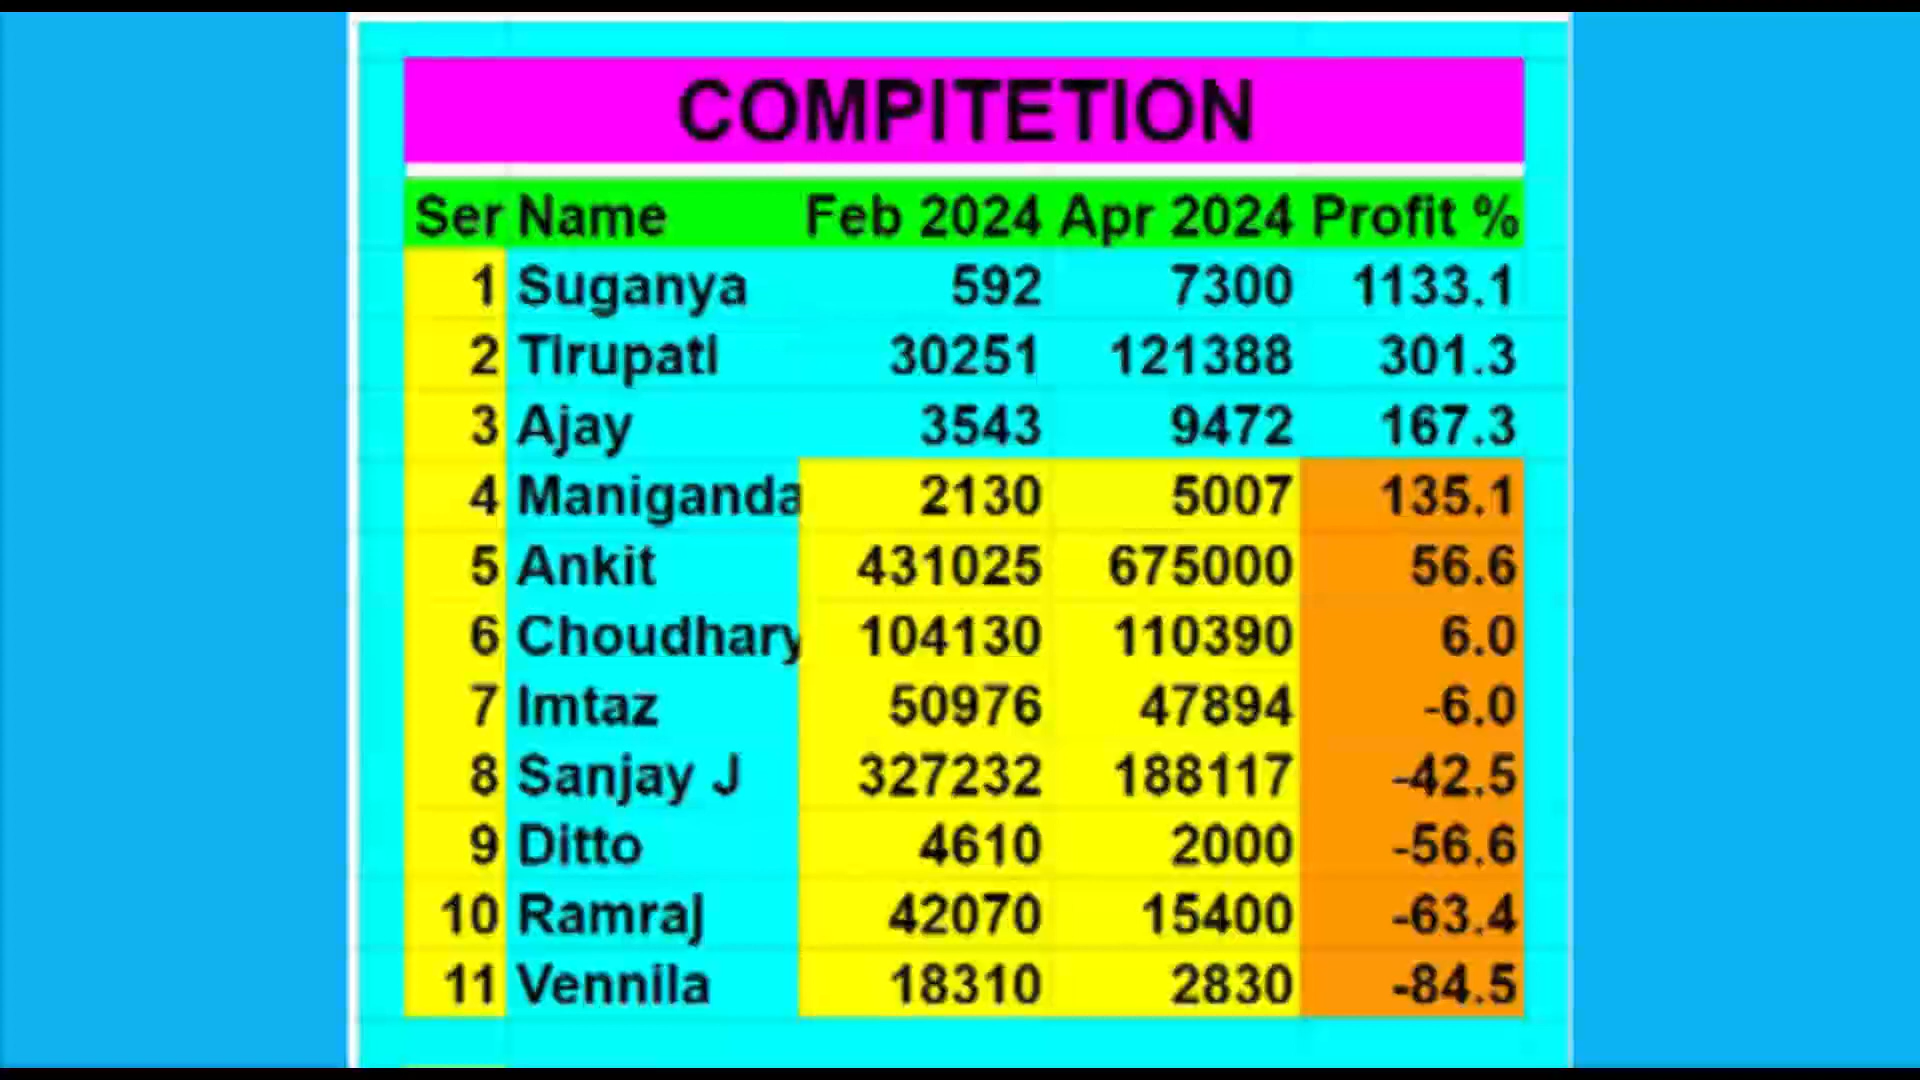 COMPITETION
Ser Name Feb 2024 Apr 2024 Profit %
1 Suganya 592 7300 1133.1
2 Tirupati 30251 121388 301.3
3 Ajay 3543 9472 167.3
4 Maniganda 2130 5007 135.1
5 Ankit 431025 675000 56.6
6 Choudhary 104130 110390 6.0
7 Imtaz 50976 47894 -6.0
8 Sanjay J 327232 188117 -42.5
9 Ditto 4610 2000 -56.6
10 Ramraj 42070 15400 -63.4
11 Vennila 18310 2830 -84.5